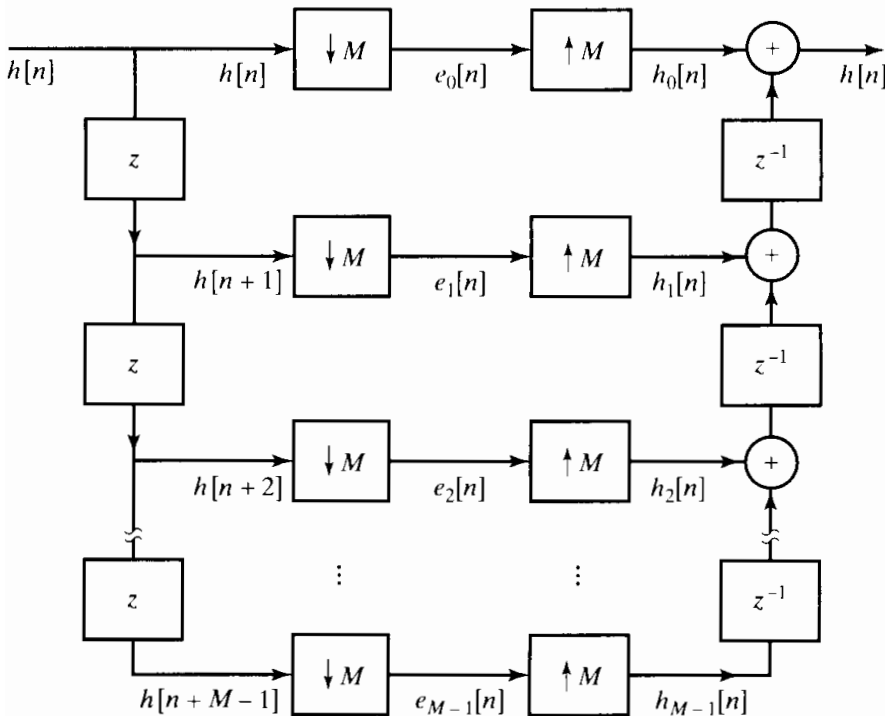 h[n] h[n] ↓M e₀[n] ↑M h₀[n] + h[n]
z z⁻¹
h[n + 1] ↓M e₁[n] ↑M h₁[n] +
z z⁻¹
h[n + 2] ↓M e₂[n] ↑M h₂[n] +
z ⋮ ⋮ z⁻¹
h[n + M − 1] ↓M e_{M−1}[n] ↑M h_{M−1}[n]